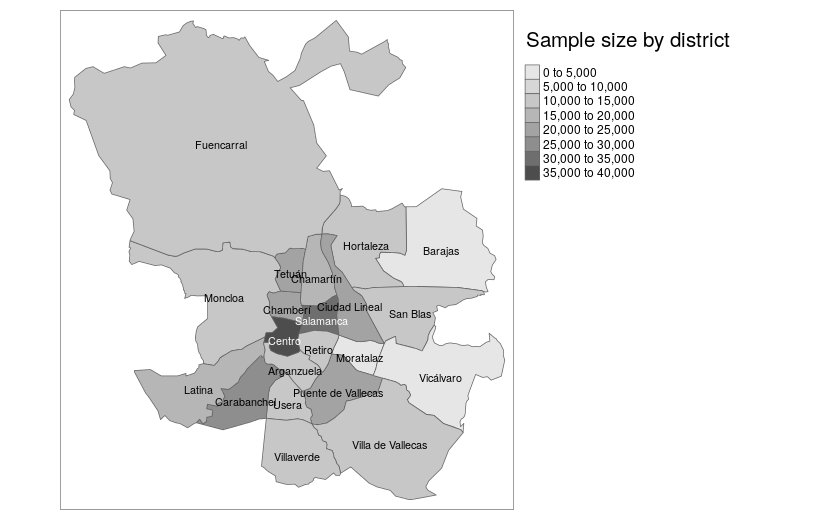 Sample size by district
0 to 5,000
5,000 to 10,000
10,000 to 15,000
15,000 to 20,000
20,000 to 25,000
25,000 to 30,000
30,000 to 35,000
35,000 to 40,000
Fuencarral
Hortaleza
Barajas
Tetuán
Chamartín
Moncloa
Chamberí
Ciudad Lineal
San Blas
Salamanca
Centro
Retiro
Moratalaz
Arganzuela
Vicálvaro
Latina
Puente de Vallecas
Carabanchel
Usera
Villa de Vallecas
Villaverde